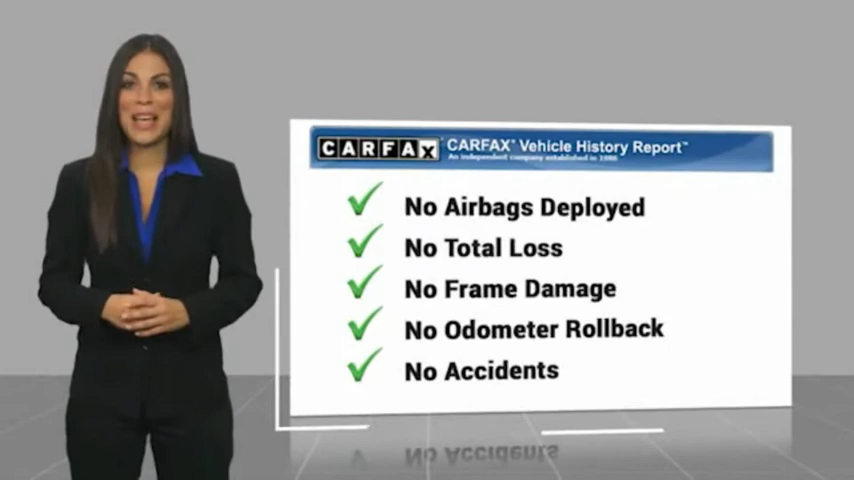 CARFAX
CARFAX® Vehicle History Report™
An independent company established in 1986
No Airbags Deployed
No Total Loss
No Frame Damage
No Odometer Rollback
No Accidents
No Accidents